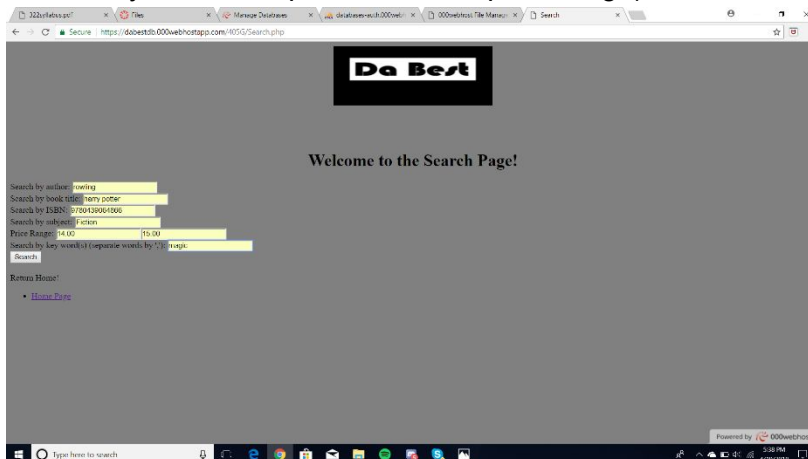 322syllabus.pdf Files Manage Databases databases-auth.000webh 000webhost File Manager Search
Secure https://dabestdb.000webhostapp.com/405G/Search.php
Da Best
Welcome to the Search Page!
Search by author: rowling
Search by book title: harry potter
Search by ISBN: 9780439064866
Search by subject: Fiction
Price Range: 14.00 15.00
Search by key word(s) (separate words by ','): magic
Search
Return Home!
Home Page
Powered by 000webhos
Type here to search 5:38 PM